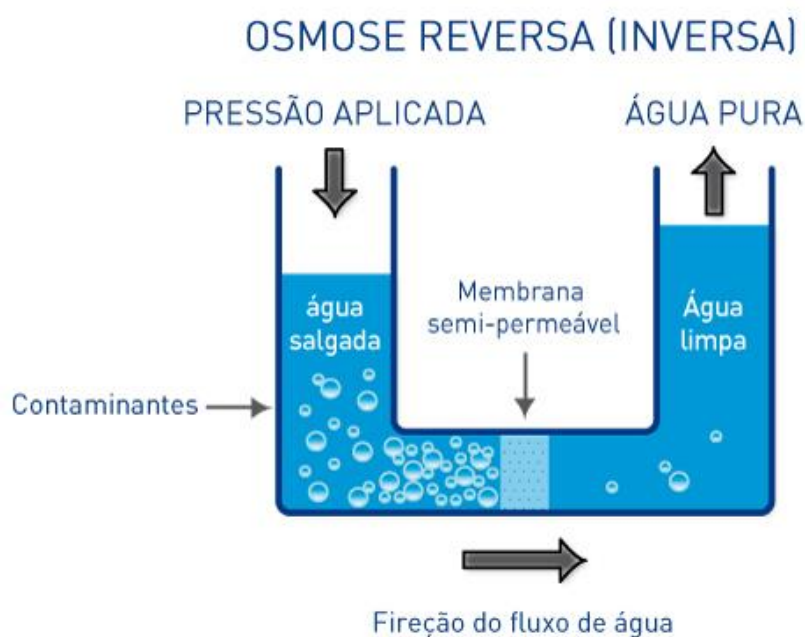 OSMOSE REVERSA (INVERSA)
PRESSÃO APLICADA
ÁGUA PURA
água
salgada
Membrana
semi-permeável
Água
limpa
Contaminantes
Fireção do fluxo de água